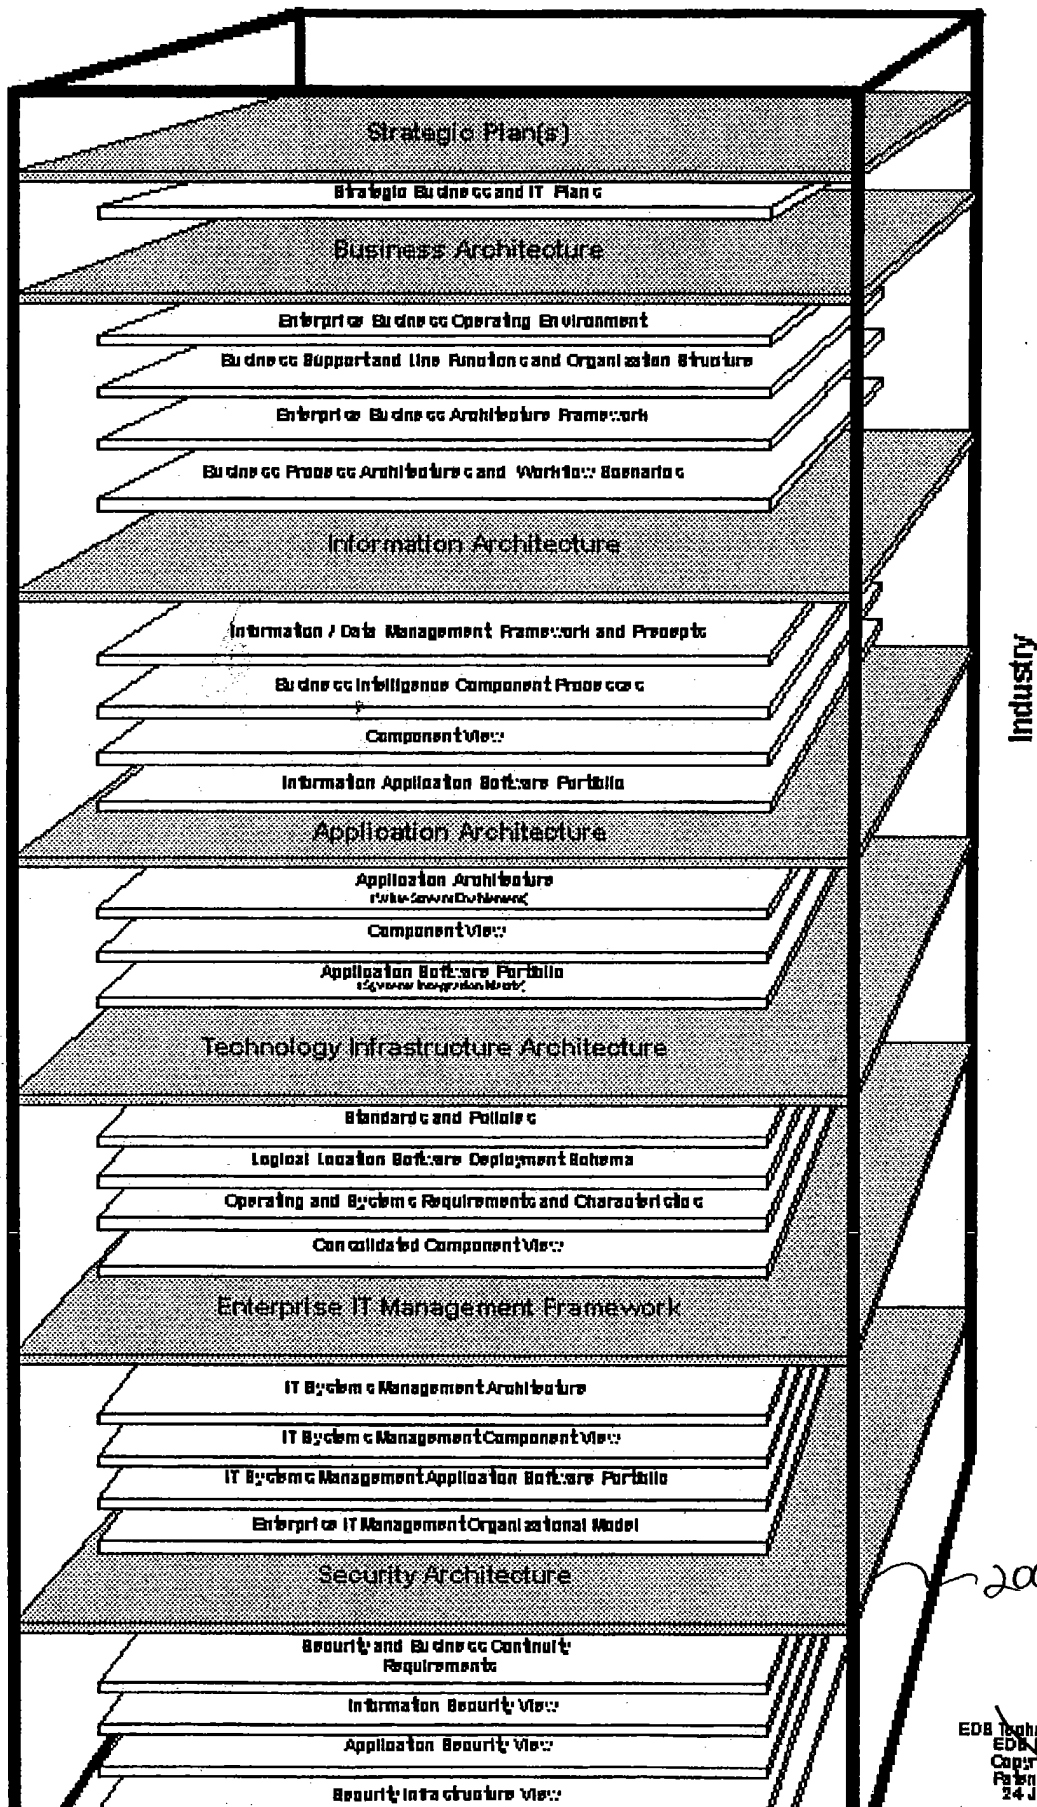 Strategic Plan(s)
Strategic Business and IT Plans
Business Architecture
Enterprise Business Operating Environment
Business Support and Line Functions and Organization Structure
Enterprise Business Architecture Framework
Business Process Architectures and Workflow Scenarios
Information Architecture
Information / Data Management Framework and Precepts
Business Intelligence Component Processes
Component View
Information Application Software Portfolio
Application Architecture
Application Architecture
Component View
Application Software Portfolio
Technology Infrastructure Architecture
Standards and Policies
Logical Location Software Deployment Schema
Operating and Systems Requirements and Characteristics
Consolidated Component View
Enterprise IT Management Framework
IT Systems Management Architecture
IT Systems Management Component View
IT Systems Management Application Software Portfolio
Enterprise IT Management Organizational Model
Security Architecture
Security and Business Continuity
Requirements
Information Security View
Application Security View
Security Infrastructure View
Industry
200
EDS
EDS
24 J